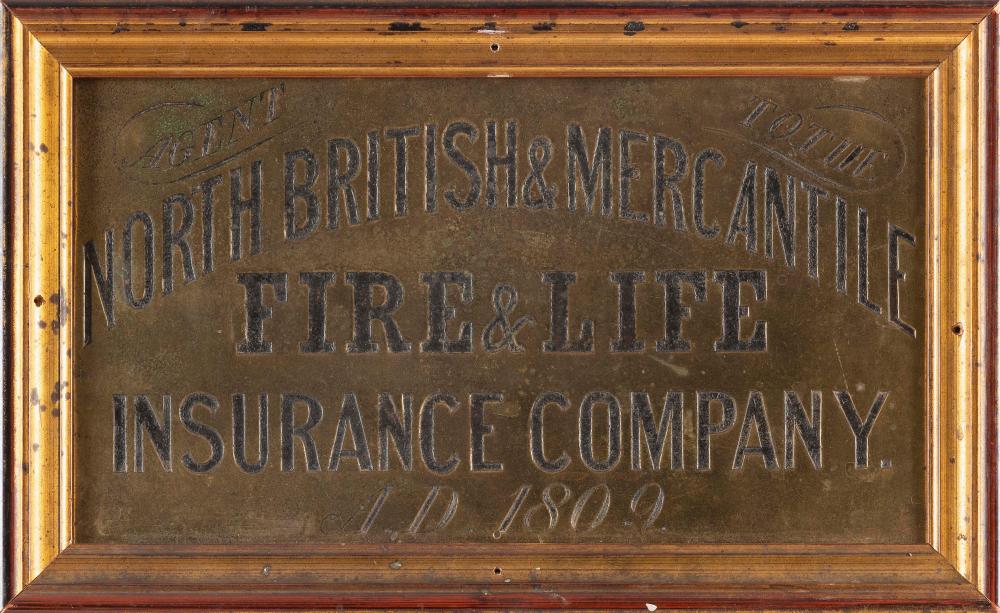 AGENT TO THE
NORTH BRITISH & MERCANTILE
FIRE & LIFE
INSURANCE COMPANY.
A.D. 1809.